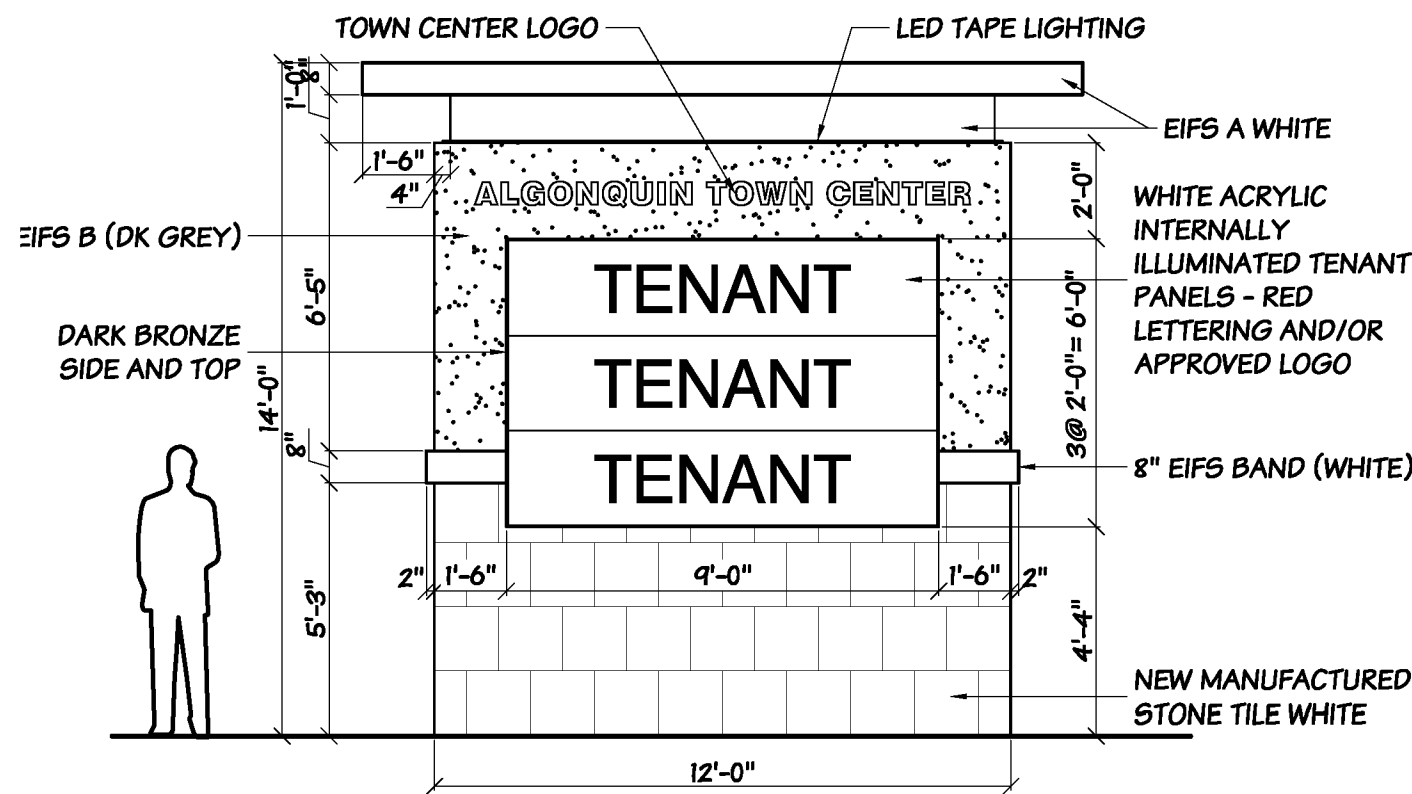 TOWN CENTER LOGO
LED TAPE LIGHTING
8"
1'-0"
EIFS A WHITE
1'-6"
4"
ALGONQUIN TOWN CENTER
2'-0"
WHITE ACRYLIC
INTERNALLY
ILLUMINATED TENANT
PANELS - RED
LETTERING AND/OR
APPROVED LOGO
EIFS B (DK GREY)
6'-5"
TENANT
DARK BRONZE
SIDE AND TOP
TENANT
3@ 2'-0"= 6'-0"
14'-0"
8"
TENANT
8" EIFS BAND (WHITE)
2"
1'-6"
9'-0"
1'-6"
2"
5'-3"
4'-4"
NEW MANUFACTURED
STONE TILE WHITE
12'-0"